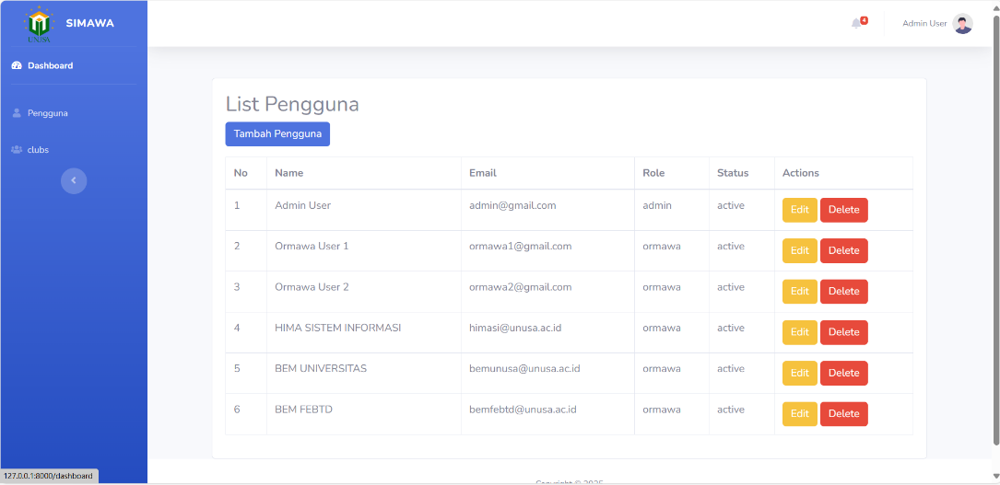 UNUSA
SIMAWA
4
Admin User
Dashboard
Pengguna
clubs
List Pengguna
Tambah Pengguna
No Name Email Role Status Actions
1 Admin User admin@gmail.com admin active Edit Delete
2 Ormawa User 1 ormawa1@gmail.com ormawa active Edit Delete
3 Ormawa User 2 ormawa2@gmail.com ormawa active Edit Delete
4 HIMA SISTEM INFORMASI himasi@unusa.ac.id ormawa active Edit Delete
5 BEM UNIVERSITAS bemunusa@unusa.ac.id ormawa active Edit Delete
6 BEM FEBTD bemfebtd@unusa.ac.id ormawa active Edit Delete
127.0.0.1:8000/dashboard
Copyright © 2025